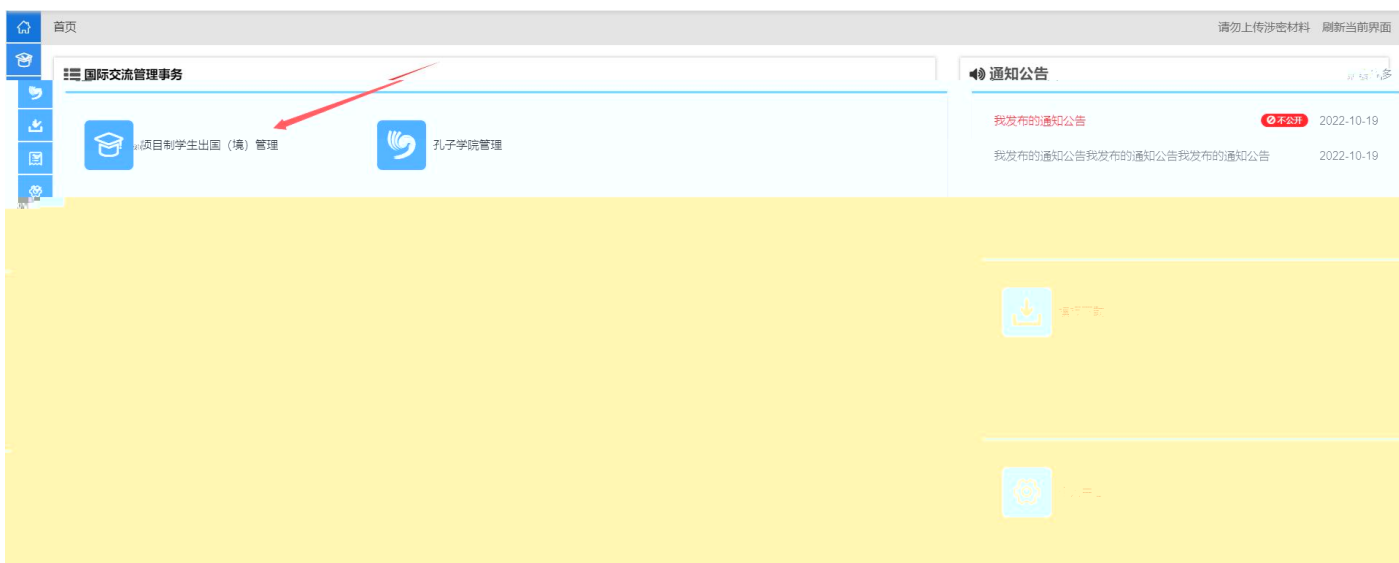 首页
请勿上传涉密材料 刷新当前界面
国际交流管理事务
通知公告
多
项目制学生出国（境）管理
孔子学院管理
我发布的通知公告 不公开 2022-10-19
我发布的通知公告我发布的通知公告我发布的通知公告 2022-10-19